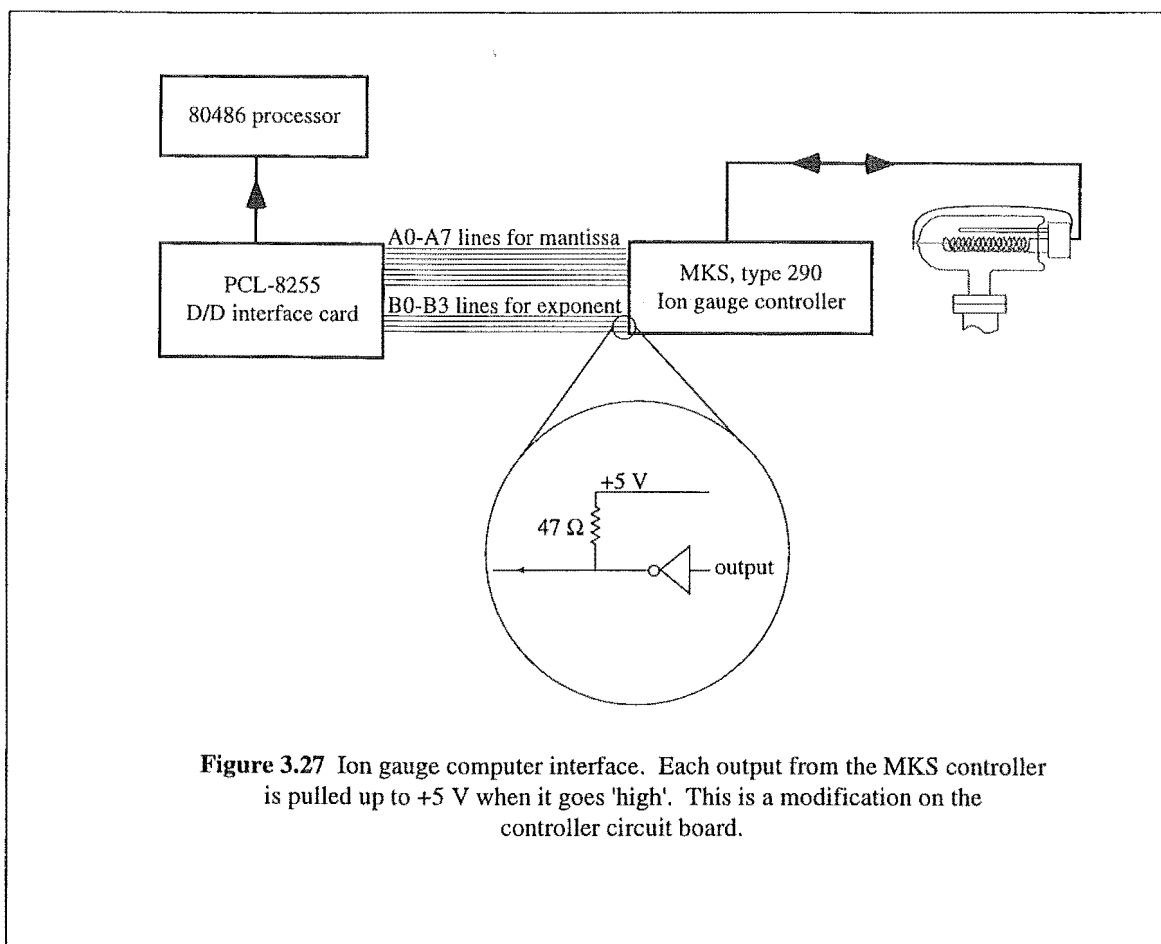 80486 processor
A0-A7 lines for mantissa
PCL-8255
D/D interface card
B0-B3 lines for exponent
MKS, type 290
Ion gauge controller
+5 V
47 Ω
output
Figure 3.27 Ion gauge computer interface. Each output from the MKS controller
is pulled up to +5 V when it goes 'high'. This is a modification on the
controller circuit board.